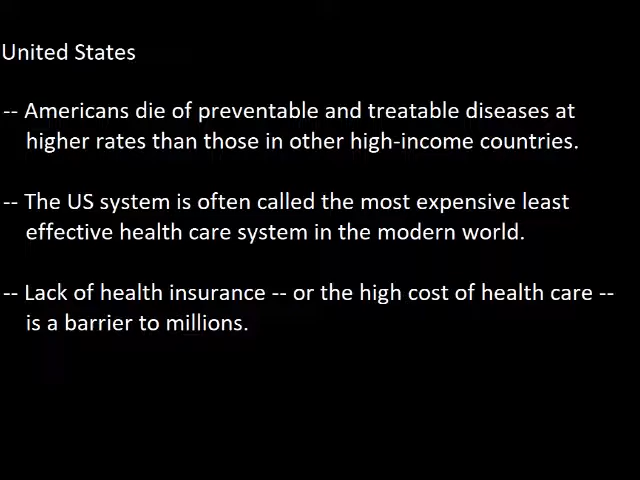 United States
-- Americans die of preventable and treatable diseases at
higher rates than those in other high-income countries.
-- The US system is often called the most expensive least
effective health care system in the modern world.
-- Lack of health insurance -- or the high cost of health care --
is a barrier to millions.